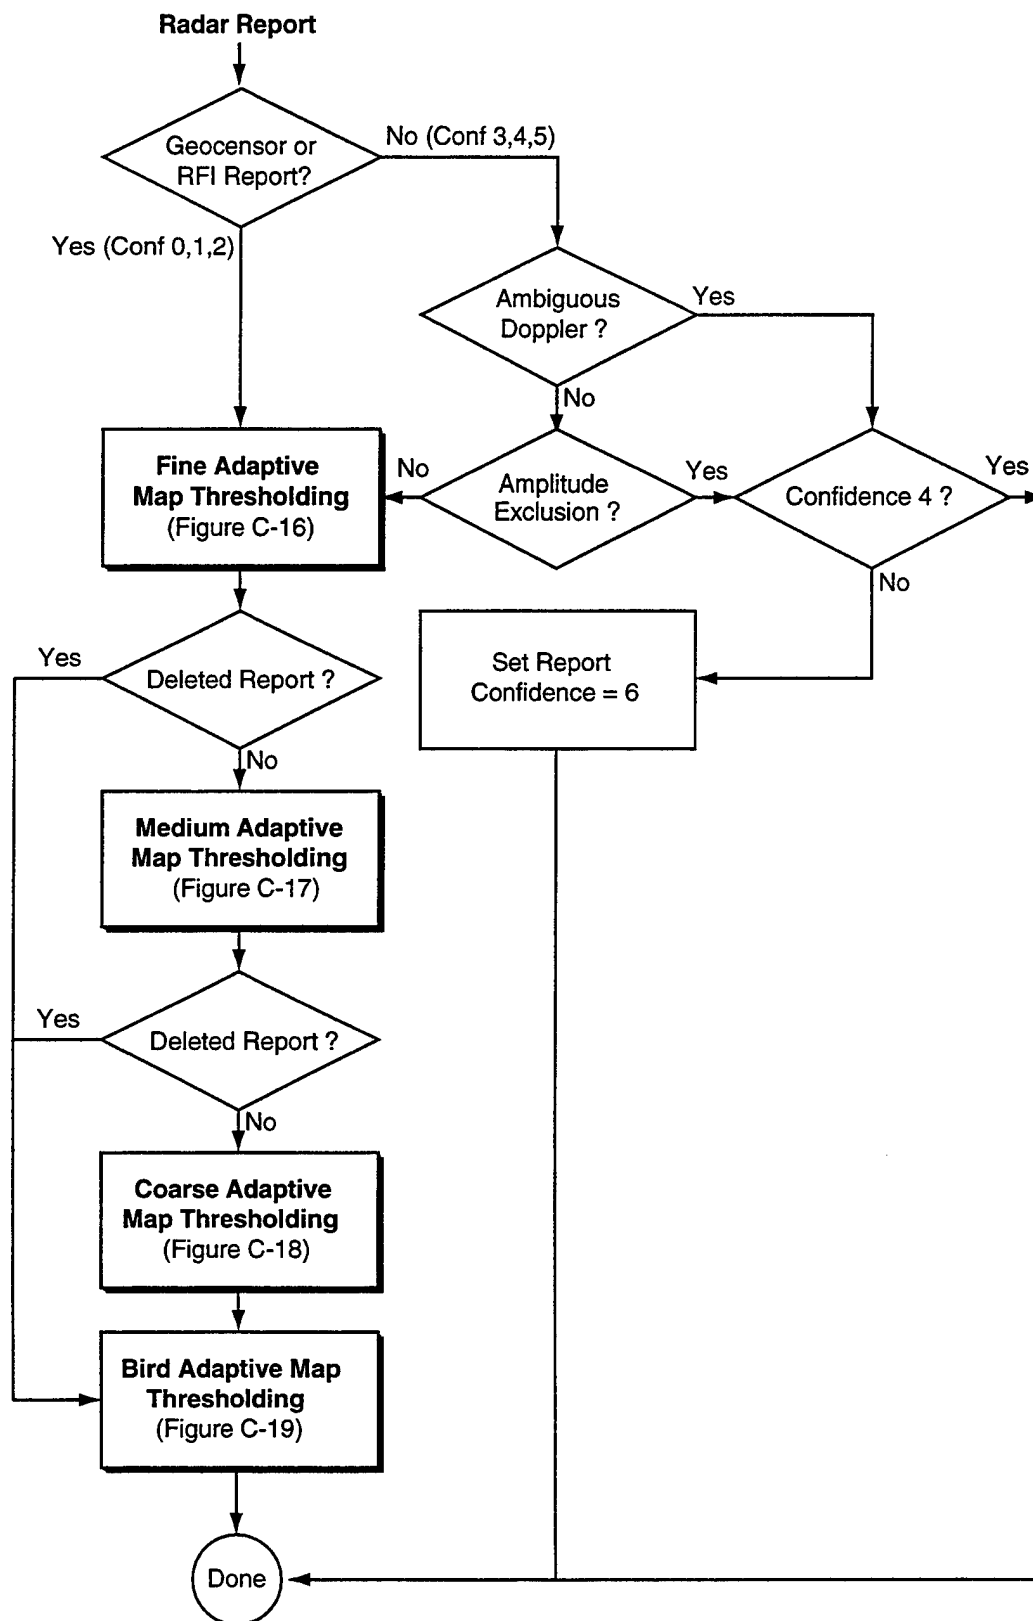 Radar Report
Geocensor or
RFI Report?
No (Conf 3,4,5)
Yes (Conf 0,1,2)
Ambiguous
Doppler ?
Yes
No
Fine Adaptive
Map Thresholding
(Figure C-16)
No
Amplitude
Exclusion ?
Yes
Confidence 4 ?
Yes
No
Yes
Deleted Report ?
Set Report
Confidence = 6
No
Medium Adaptive
Map Thresholding
(Figure C-17)
Yes
Deleted Report ?
No
Coarse Adaptive
Map Thresholding
(Figure C-18)
Bird Adaptive Map
Thresholding
(Figure C-19)
Done